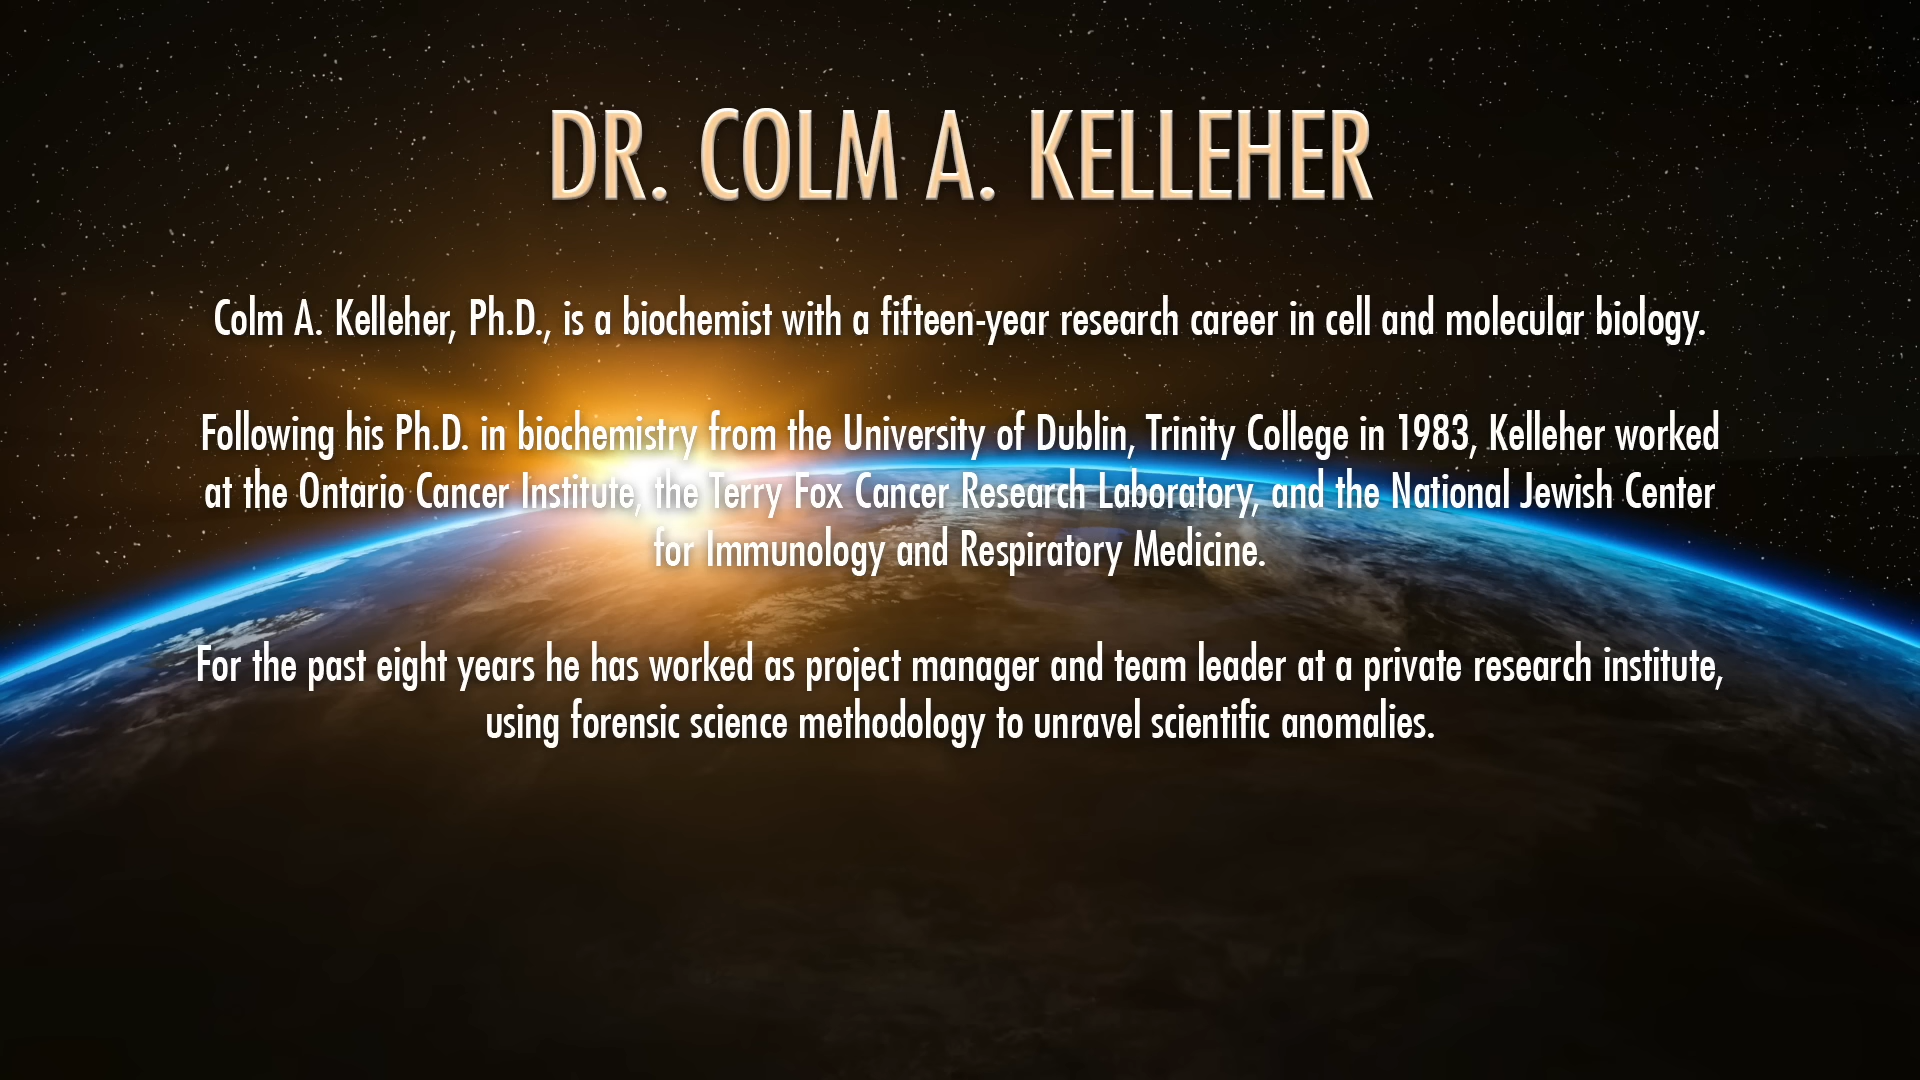 DR. COLM A. KELLEHER
Colm A. Kelleher, Ph.D., is a biochemist with a fifteen-year research career in cell and molecular biology.
Following his Ph.D. in biochemistry from the University of Dublin, Trinity College in 1983, Kelleher worked
at the Ontario Cancer Institute, the Terry Fox Cancer Research Laboratory, and the National Jewish Center
for Immunology and Respiratory Medicine.
For the past eight years he has worked as project manager and team leader at a private research institute,
using forensic science methodology to unravel scientific anomalies.